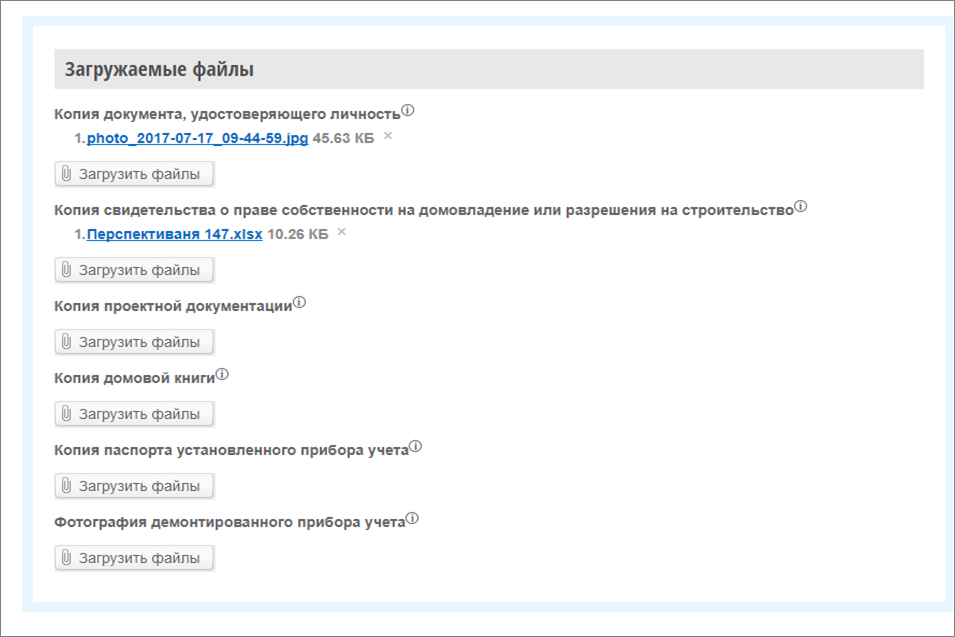 Загружаемые файлы
Копия документа, удостоверяющего личность
1. photo_2017-07-17_09-44-59.jpg 45.63 КБ ×
Загрузить файлы
Копия свидетельства о праве собственности на домовладение или разрешения на строительство
1. Перспективаня 147.xlsx 10.26 КБ ×
Загрузить файлы
Копия проектной документации
Загрузить файлы
Копия домовой книги
Загрузить файлы
Копия паспорта установленного прибора учета
Загрузить файлы
Фотография демонтированного прибора учета
Загрузить файлы